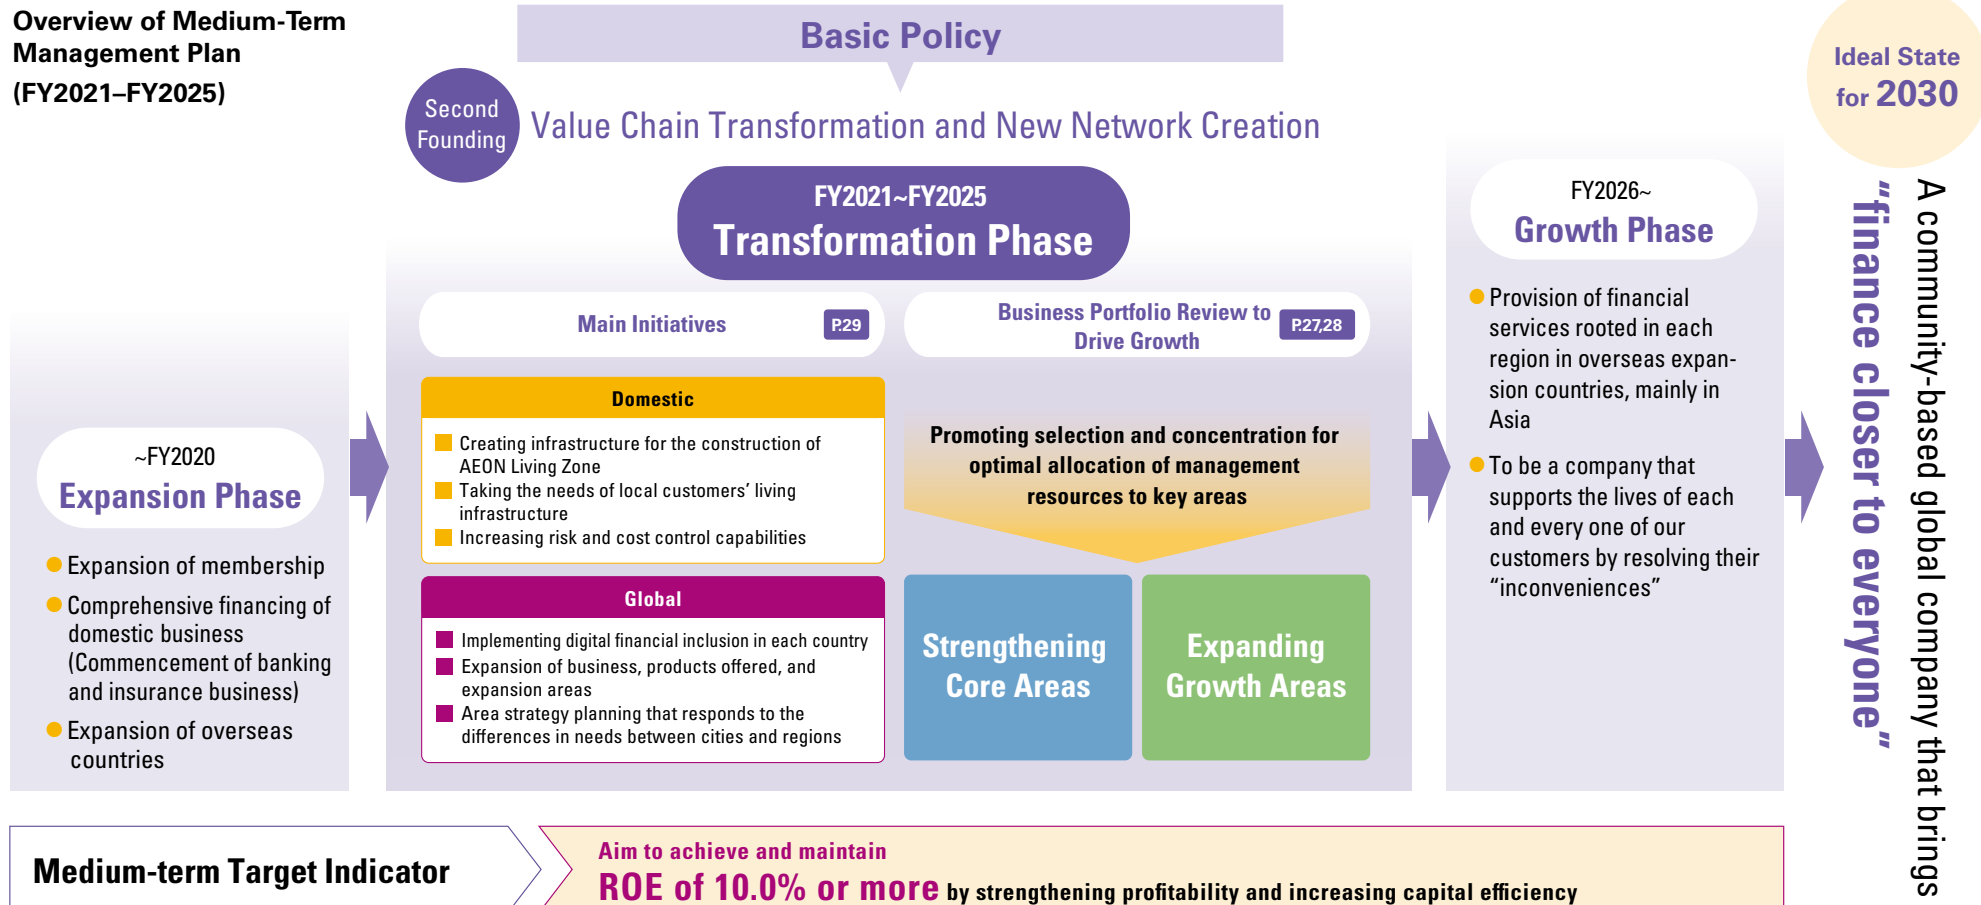 Overview of Medium-Term
Management Plan
(FY2021–FY2025)
Basic Policy
Second
Founding
Value Chain Transformation and New Network Creation
~FY2020
Expansion Phase
● Expansion of membership
● Comprehensive financing of
domestic business
(Commencement of banking
and insurance business)
● Expansion of overseas
countries
FY2021~FY2025
Transformation Phase
Main Initiatives
P.29
Domestic
■ Creating infrastructure for the construction of
AEON Living Zone
■ Taking the needs of local customers’ living
infrastructure
■ Increasing risk and cost control capabilities
Global
■ Implementing digital financial inclusion in each country
■ Expansion of business, products offered, and
expansion areas
■ Area strategy planning that responds to the
differences in needs between cities and regions
Business Portfolio Review to
Drive Growth
P.27,28
Promoting selection and concentration for
optimal allocation of management
resources to key areas
Strengthening
Core Areas
Expanding
Growth Areas
FY2026~
Growth Phase
● Provision of financial
services rooted in each
region in overseas expan-
sion countries, mainly in
Asia
● To be a company that
supports the lives of each
and every one of our
customers by resolving their
“inconveniences”
Ideal State
for 2030
A community-based global company that brings
“finance closer to everyone”
Medium-term Target Indicator
Aim to achieve and maintain
ROE of 10.0% or more by strengthening profitability and increasing capital efficiency